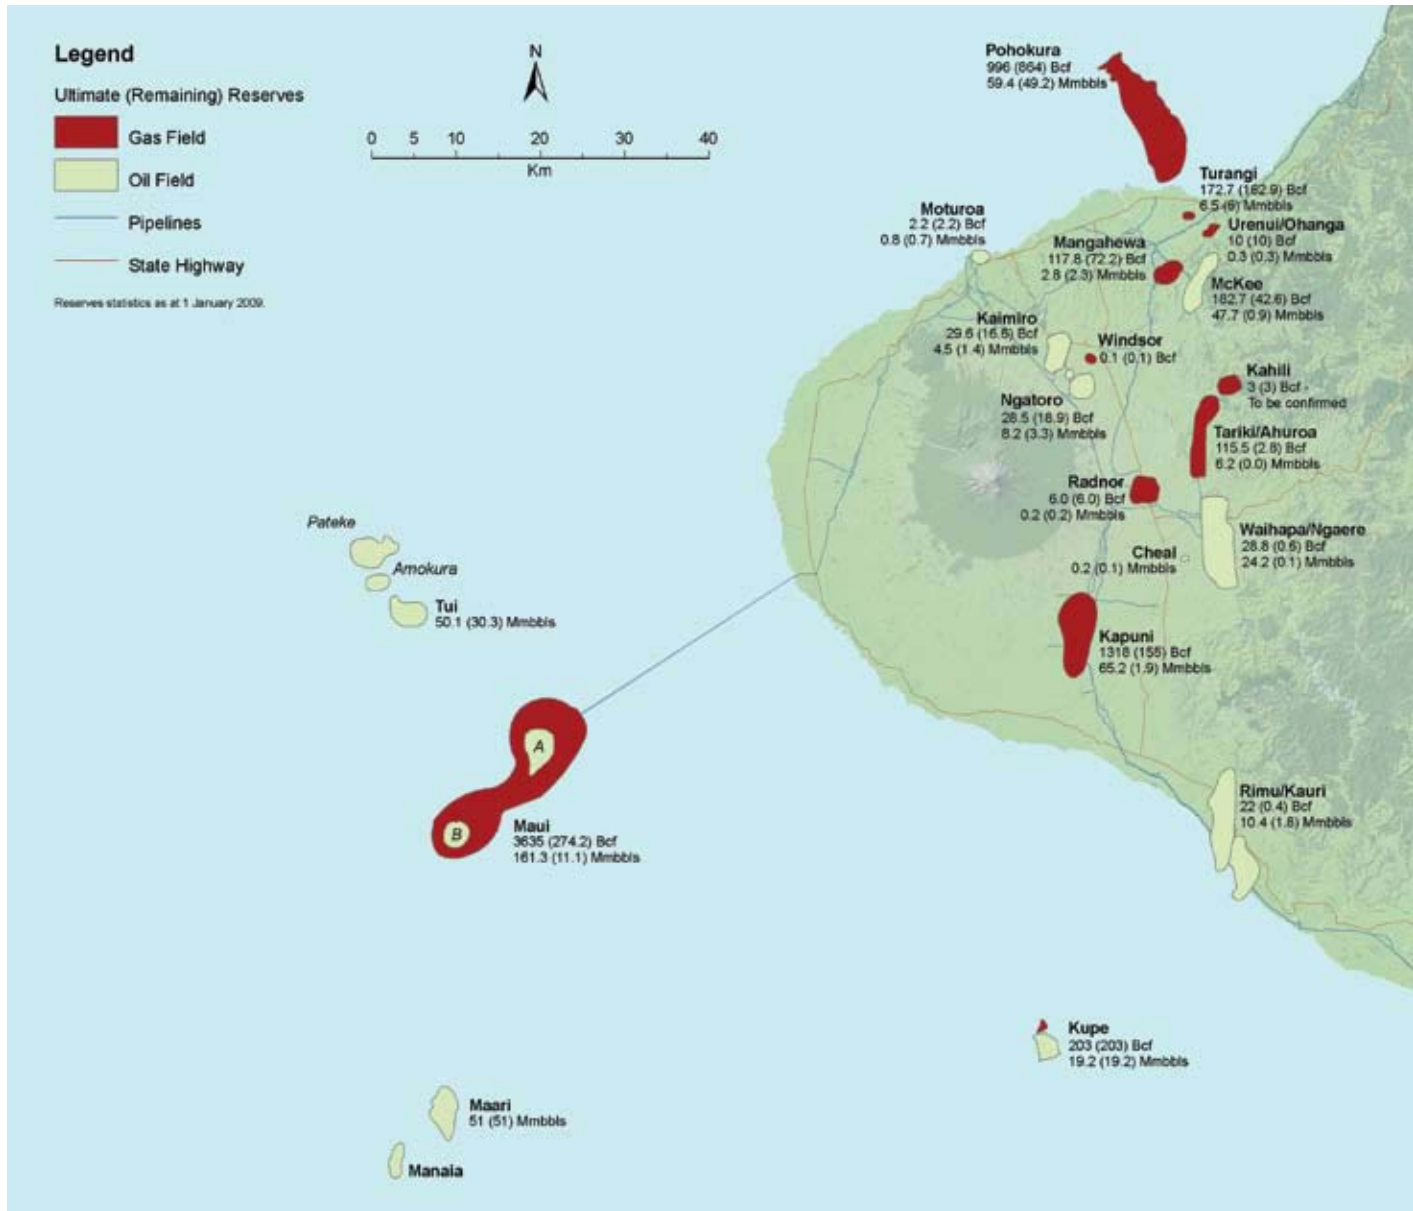 Legend
Ultimate (Remaining) Reserves
Gas Field
Oil Field
Pipelines
State Highway
Reserves statistics as at 1 January 2009.
N
0 5 10 20 30 40
Km
Pohokura
996 (864) Bcf
59.4 (49.2) Mmbbls
Turangi
172.7 (162.9) Bcf
6.5 (6) Mmbbls
Urenui/Ohanga
10 (10) Bcf
0.3 (0.3) Mmbbls
Moturoa
2.2 (2.2) Bcf
0.8 (0.7) Mmbbls
Mangahewa
117.8 (72.2) Bcf
2.8 (2.3) Mmbbls
McKee
182.7 (42.6) Bcf
47.7 (0.9) Mmbbls
Kaimiro
29.6 (16.6) Bcf
4.5 (1.4) Mmbbls
Windsor
0.1 (0.1) Bcf
Kahili
3 (3) Bcf -
To be confirmed
Ngatoro
28.5 (18.9) Bcf
8.2 (3.3) Mmbbls
Tariki/Ahuroa
115.5 (2.8) Bcf
6.2 (0.0) Mmbbls
Radnor
6.0 (6.0) Bcf
0.2 (0.2) Mmbbls
Waihapa/Ngaere
28.8 (0.6) Bcf
24.2 (0.1) Mmbbls
Cheal
0.2 (0.1) Mmbbls
Pateke
Amokura
Tui
50.1 (30.3) Mmbbls
Kapuni
1318 (155) Bcf
65.2 (1.9) Mmbbls
A
B
Maui
3635 (274.2) Bcf
161.3 (11.1) Mmbbls
Rimu/Kauri
22 (0.4) Bcf
10.4 (1.8) Mmbbls
Kupe
203 (203) Bcf
19.2 (19.2) Mmbbls
Maari
51 (51) Mmbbls
Manaia